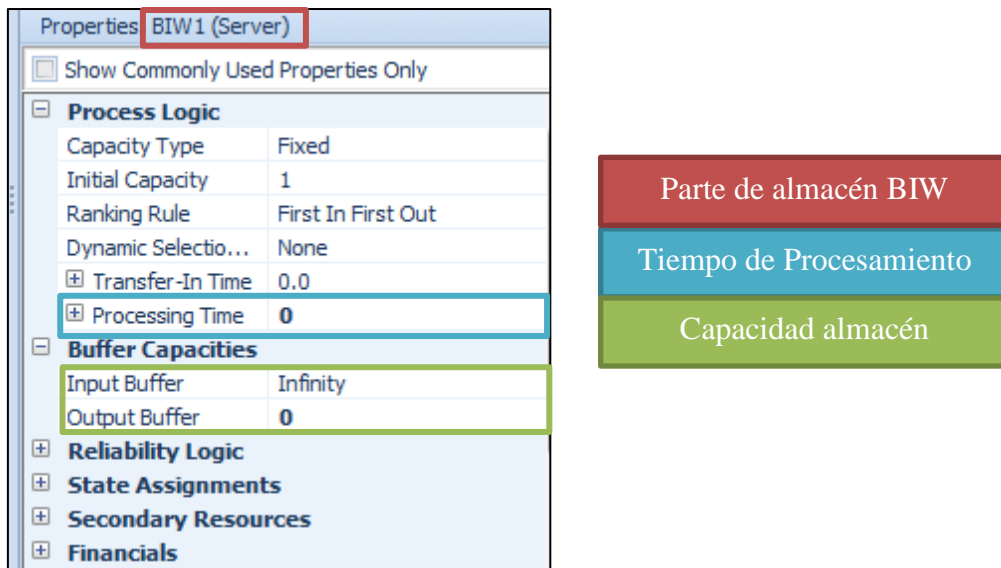 Properties: BIW1 (Server)
Show Commonly Used Properties Only
Process Logic
Capacity Type Fixed
Initial Capacity 1
Ranking Rule First In First Out
Dynamic Selectio... None
Transfer-In Time 0.0
Processing Time 0
Buffer Capacities
Input Buffer Infinity
Output Buffer 0
Reliability Logic
State Assignments
Secondary Resources
Financials
Parte de almacén BIW
Tiempo de Procesamiento
Capacidad almacén